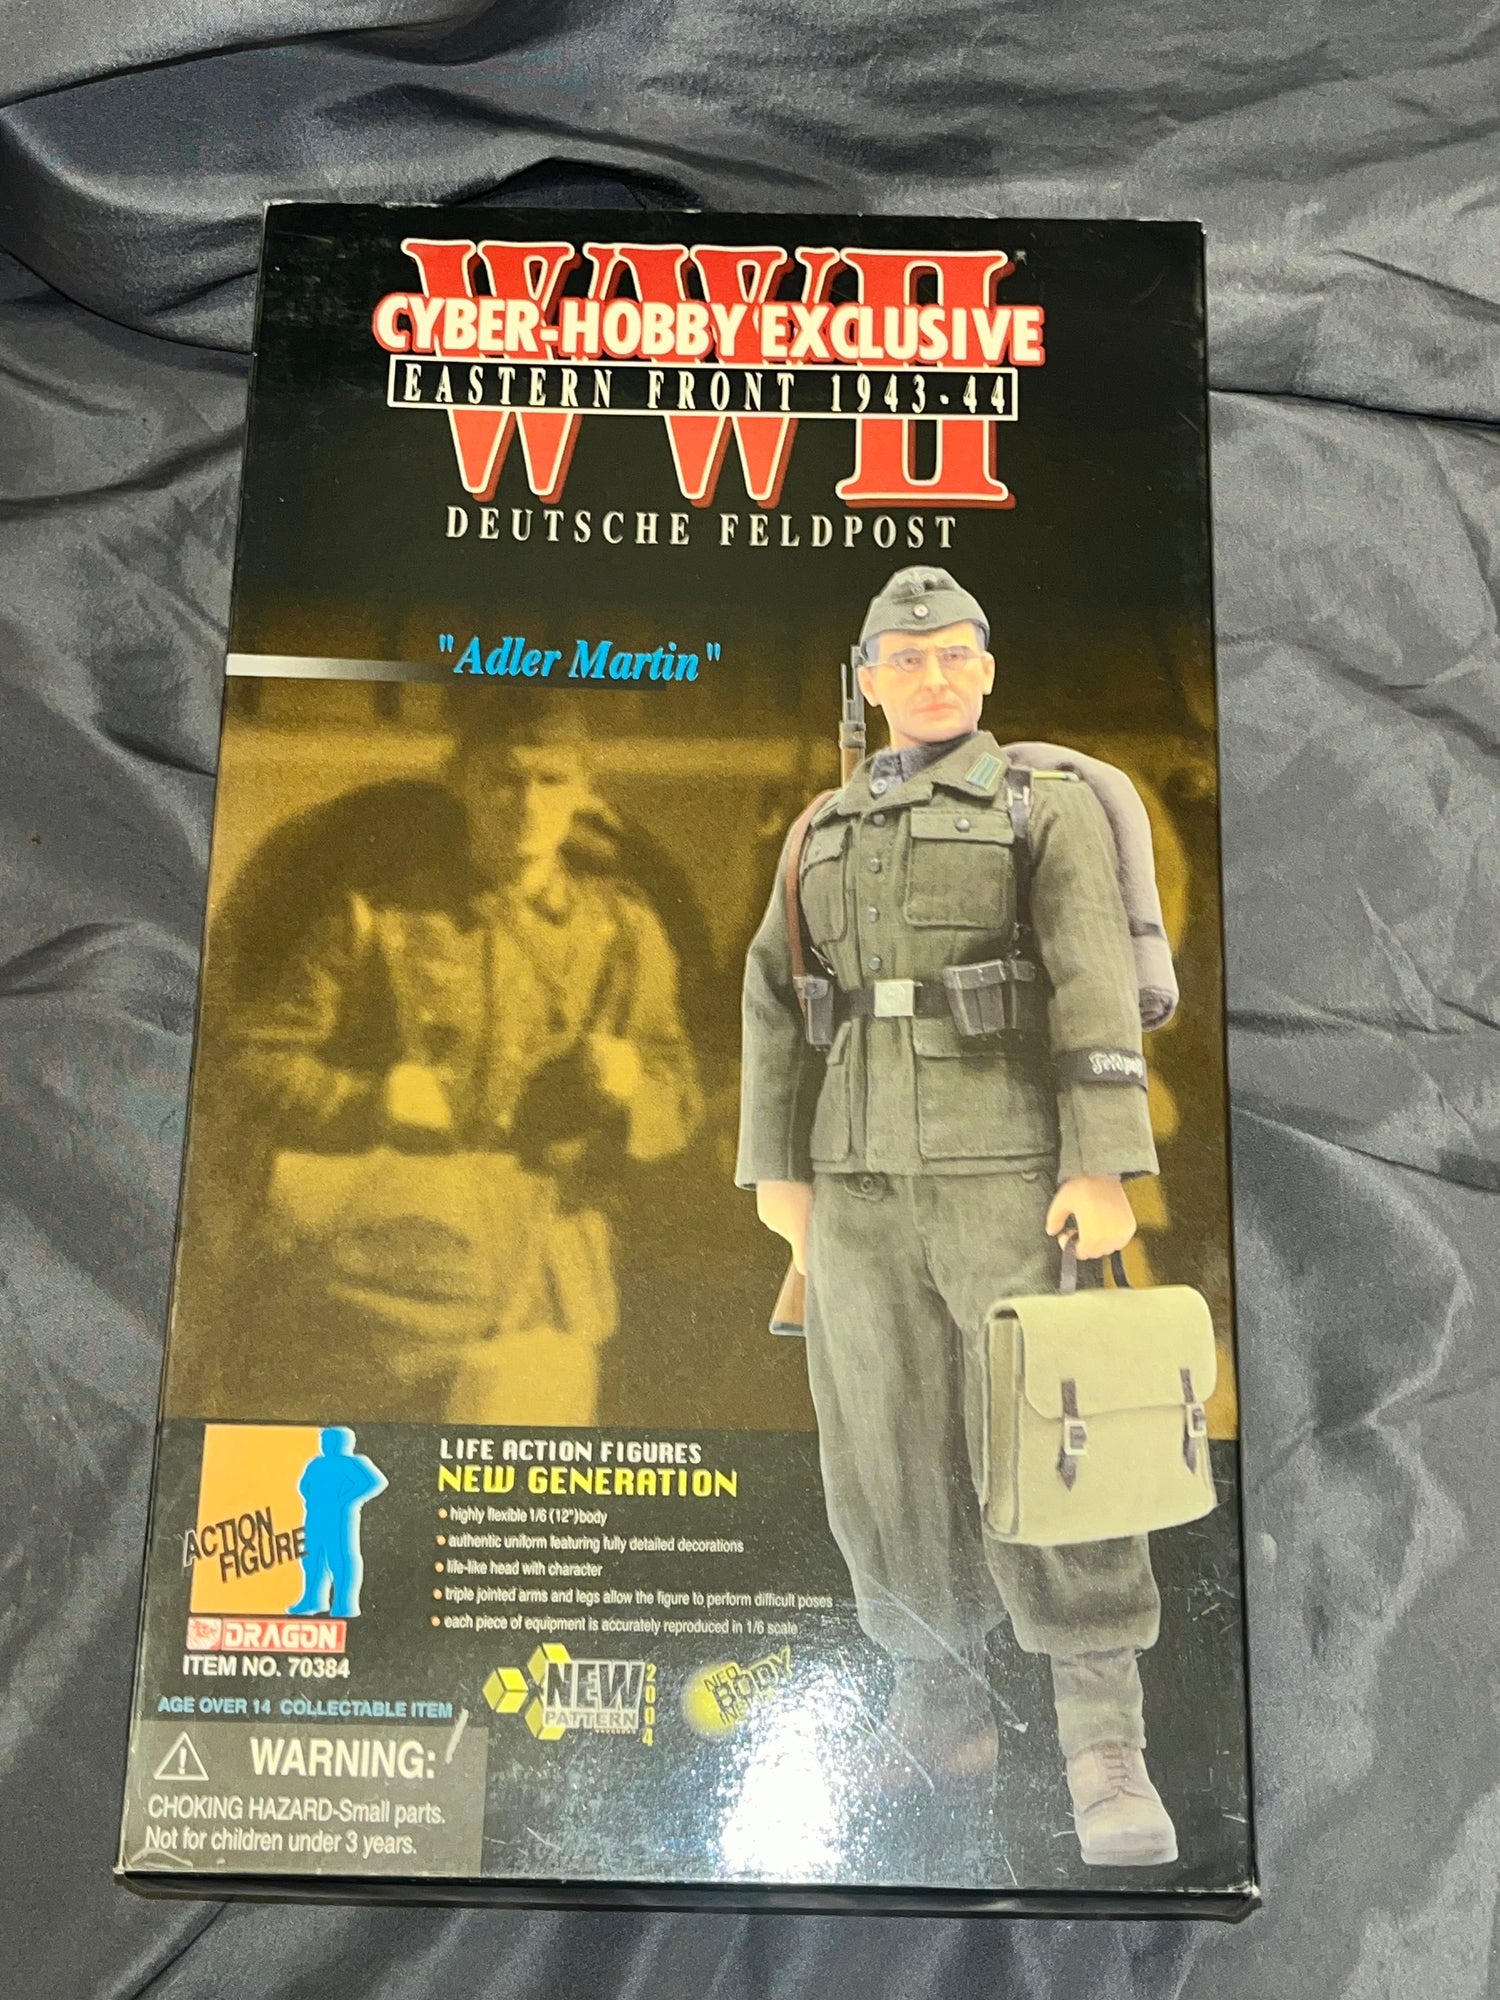 WWII
CYBER-HOBBY EXCLUSIVE
EASTERN FRONT 1943-44
DEUTSCHE FELDPOST
"Adler Martin"
Feldpost
LIFE ACTION FIGURES
NEW GENERATION
• highly flexible 1/6 (12")body
• authentic uniform featuring fully detailed decorations
• life-like head with character
• triple jointed arms and legs allow the figure to perform difficult poses
• each piece of equipment is accurately reproduced in 1/6 scale
ACTION
FIGURE
DRAGON
ITEM NO. 70384
NEW
PATTERN
2004
NEO
BODY
AGE OVER 14 COLLECTABLE ITEM
WARNING:
CHOKING HAZARD-Small parts.
Not for children under 3 years.